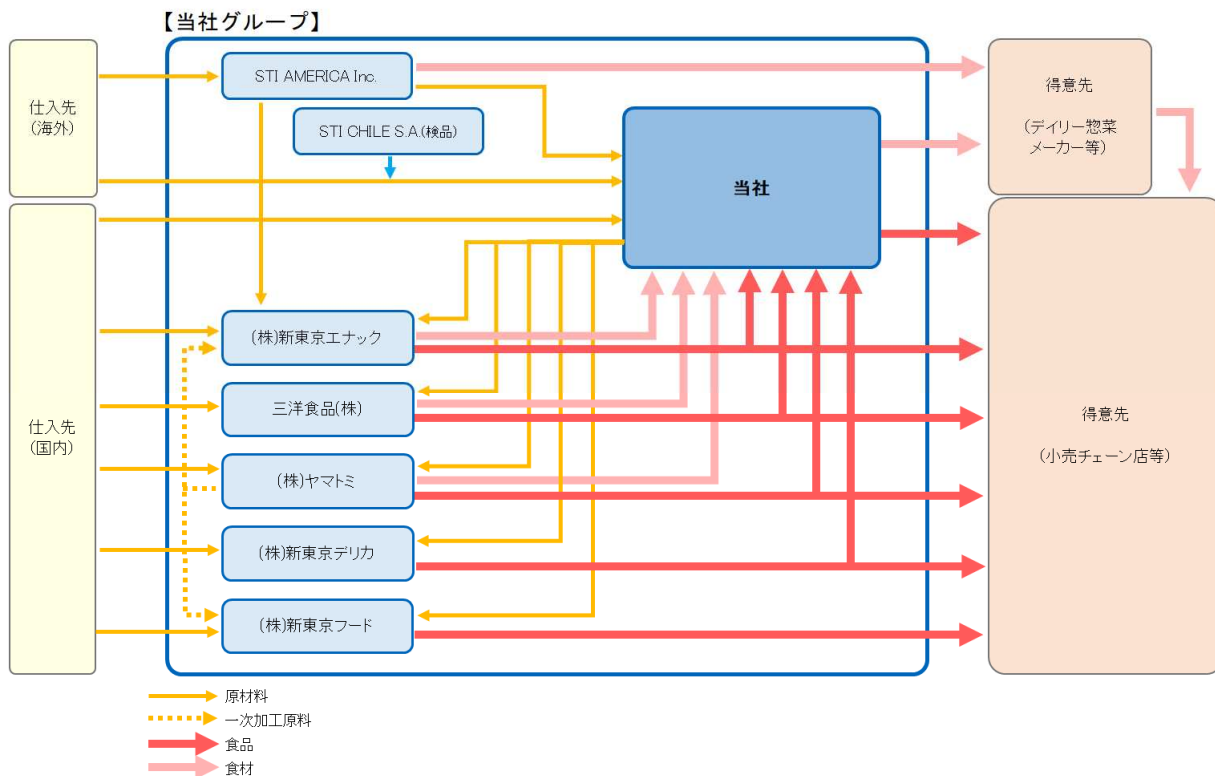 【当社グループ】
仕入先
(海外)
STI AMERICA Inc.
STI CHILE S.A.(検品)
当社
得意先
(デイリー惣菜
メーカー等)
仕入先
(国内)
(株)新東京エナック
三洋食品(株)
(株)ヤマトミ
(株)新東京デリカ
(株)新東京フード
得意先
(小売チェーン店等)
原材料
一次加工原料
食品
食材